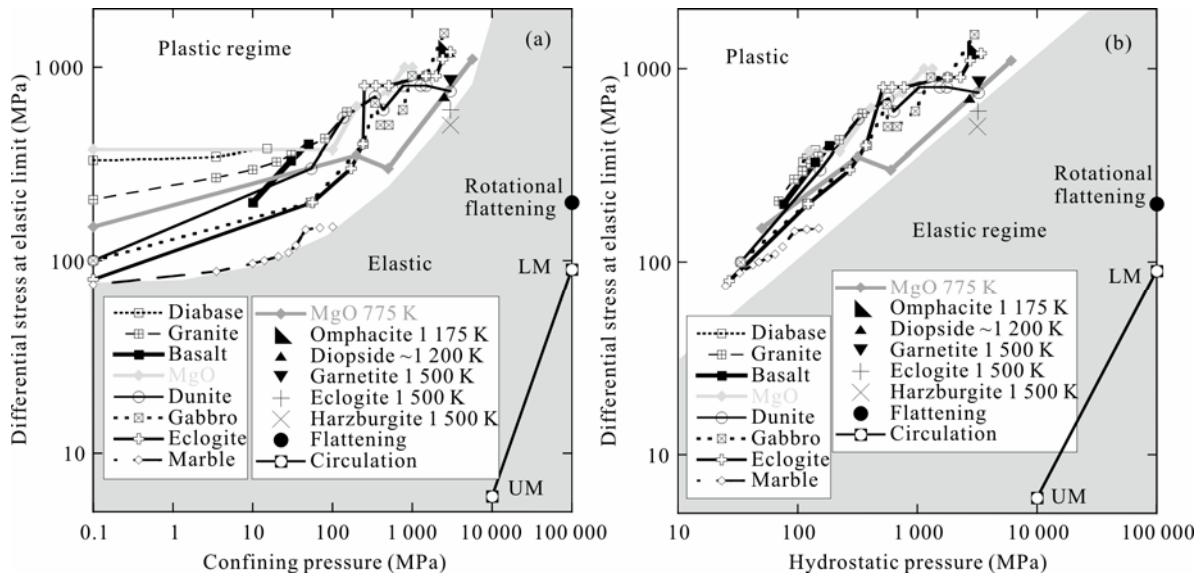 (a)
Plastic regime
1 000
100
10
Differential stress at elastic limit (MPa)
Elastic
Rotational
flattening
LM
UM
Diabase
Granite
Basalt
MgO
Dunite
Gabbro
Eclogite
Marble
MgO 775 K
Omphacite 1 175 K
Diopside ~1 200 K
Garnetite 1 500 K
Eclogite 1 500 K
Harzburgite 1 500 K
Flattening
Circulation
0.1 1 10 100 1 000 10 000 100 000
Confining pressure (MPa)
(b)
Plastic
1 000
100
10
Differential stress at elastic limit (MPa)
Rotational
flattening
Elastic regime
LM
UM
Diabase
Granite
Basalt
MgO
Dunite
Gabbro
Eclogite
Marble
MgO 775 K
Omphacite 1 175 K
Diopside ~1 200 K
Garnetite 1 500 K
Eclogite 1 500 K
Harzburgite 1 500 K
Flattening
Circulation
10 100 1 000 10 000 100 000
Hydrostatic pressure (MPa)